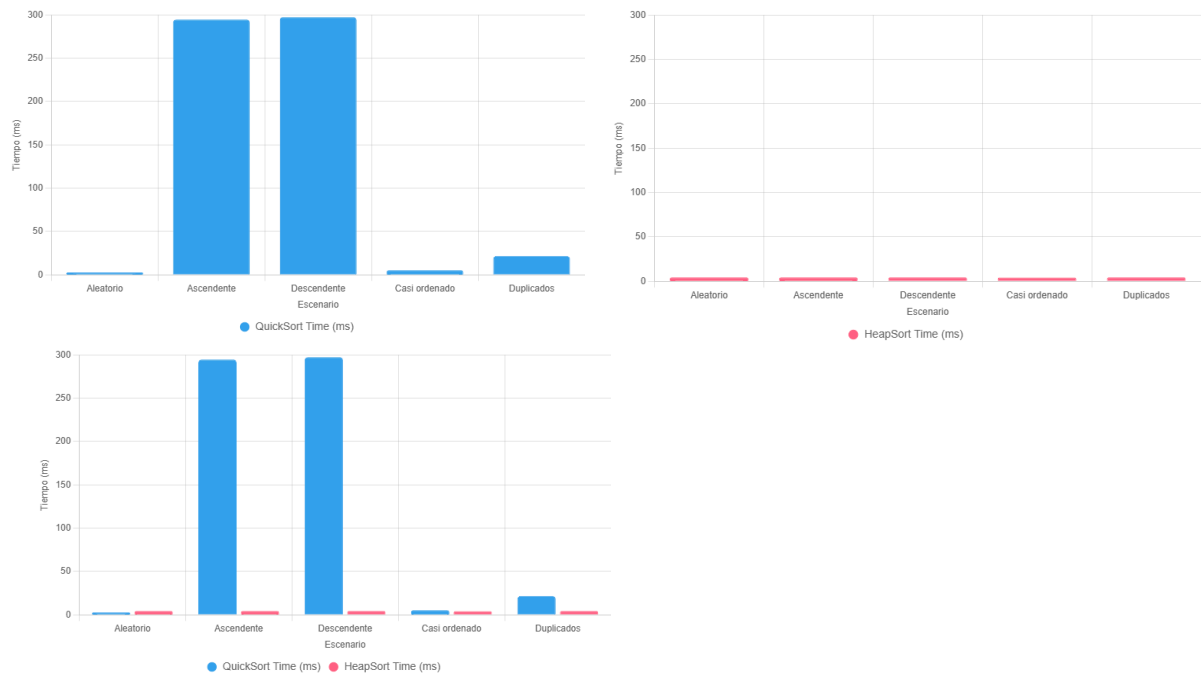 300
250
200
150
100
50
0
Tiempo (ms)
Aleatorio Ascendente Descendente Casi ordenado Duplicados
Escenario
QuickSort Time (ms)
300
250
200
150
100
50
0
Tiempo (ms)
Aleatorio Ascendente Descendente Casi ordenado Duplicados
Escenario
HeapSort Time (ms)
300
250
200
150
100
50
0
Tiempo (ms)
Aleatorio Ascendente Descendente Casi ordenado Duplicados
Escenario
QuickSort Time (ms) HeapSort Time (ms)